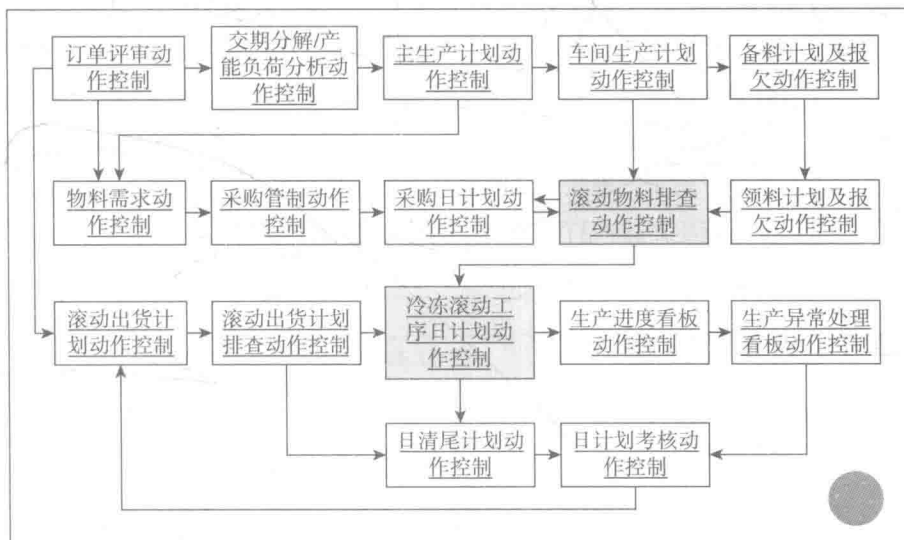 订单评审动
作控制
交期分解/产
能负荷分析动
作控制
主生产计划动
作控制
车间生产计划
动作控制
备料计划及报
欠动作控制
物料需求动
作控制
采购管制动作
控制
采购日计划动
作控制
滚动物料排查
动作控制
领料计划及报
欠动作控制
滚动出货计
划动作控制
滚动出货计划
排查动作控制
冷冻滚动工
序日计划动
作控制
生产进度看板
动作控制
生产异常处理
看板动作控制
日清尾计划动
作控制
日计划考核动
作控制